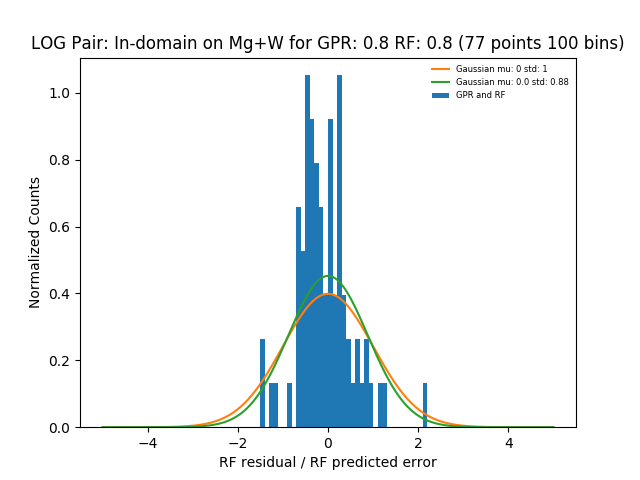 LOG Pair: In-domain on Mg+W for GPR: 0.8 RF: 0.8 (77 points 100 bins)
Gaussian mu: 0 std: 1
Gaussian mu: 0.0 std: 0.88
GPR and RF
Normalized Counts
1.0
0.8
0.6
0.4
0.2
0.0
−4 −2 0 2 4
RF residual / RF predicted error